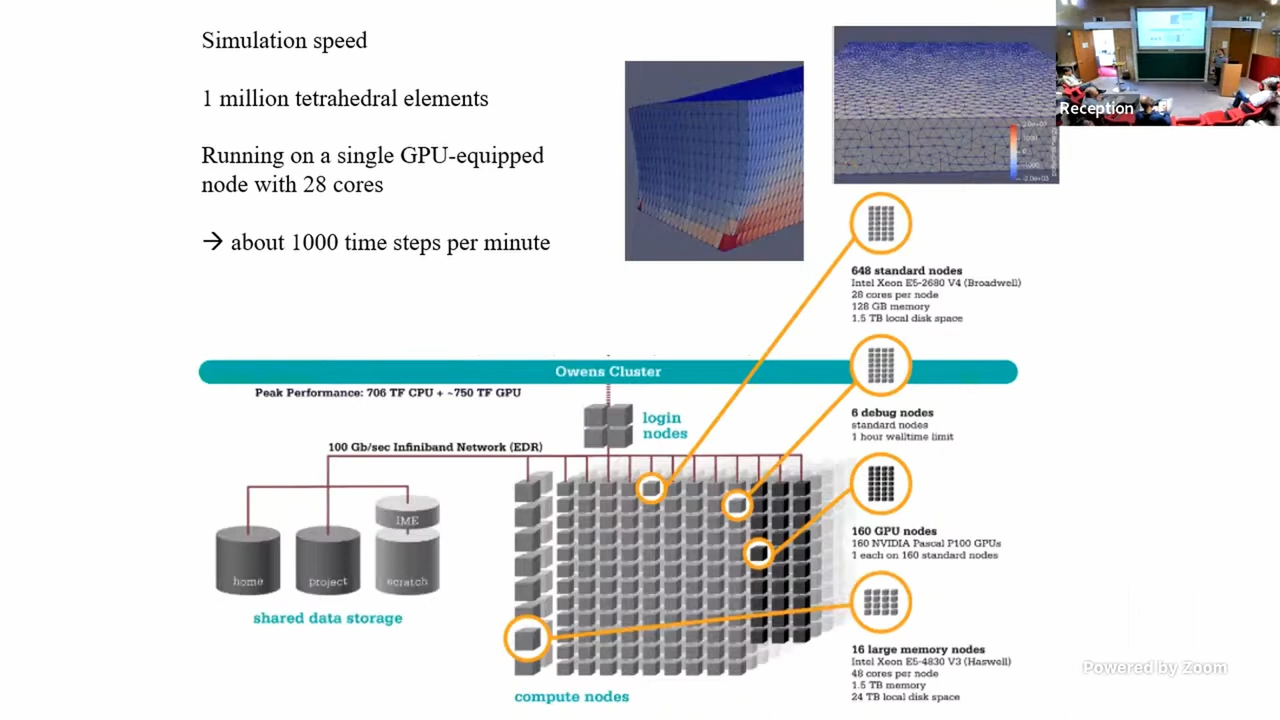 Simulation speed
1 million tetrahedral elements
Running on a single GPU-equipped
node with 28 cores
→ about 1000 time steps per minute
Reception
648 standard nodes
Intel Xeon E5-2680 V4 (Broadwell)
28 cores per node
128 GB memory
1.5 TB local disk space
Owens Cluster
Peak Performance: 706 TF CPU + ~750 TF GPU
login
nodes
6 debug nodes
standard nodes
1 hour walltime limit
100 Gb/sec Infiniband Network (EDR)
IME
home
project
scratch
shared data storage
160 GPU nodes
160 NVIDIA Pascal P100 GPUs
1 each on 160 standard nodes
16 large memory nodes
Intel Xeon E5-4830 V3 (Haswell)
48 cores per node
1.5 TB memory
24 TB local disk space
compute nodes
Powered by Zoom